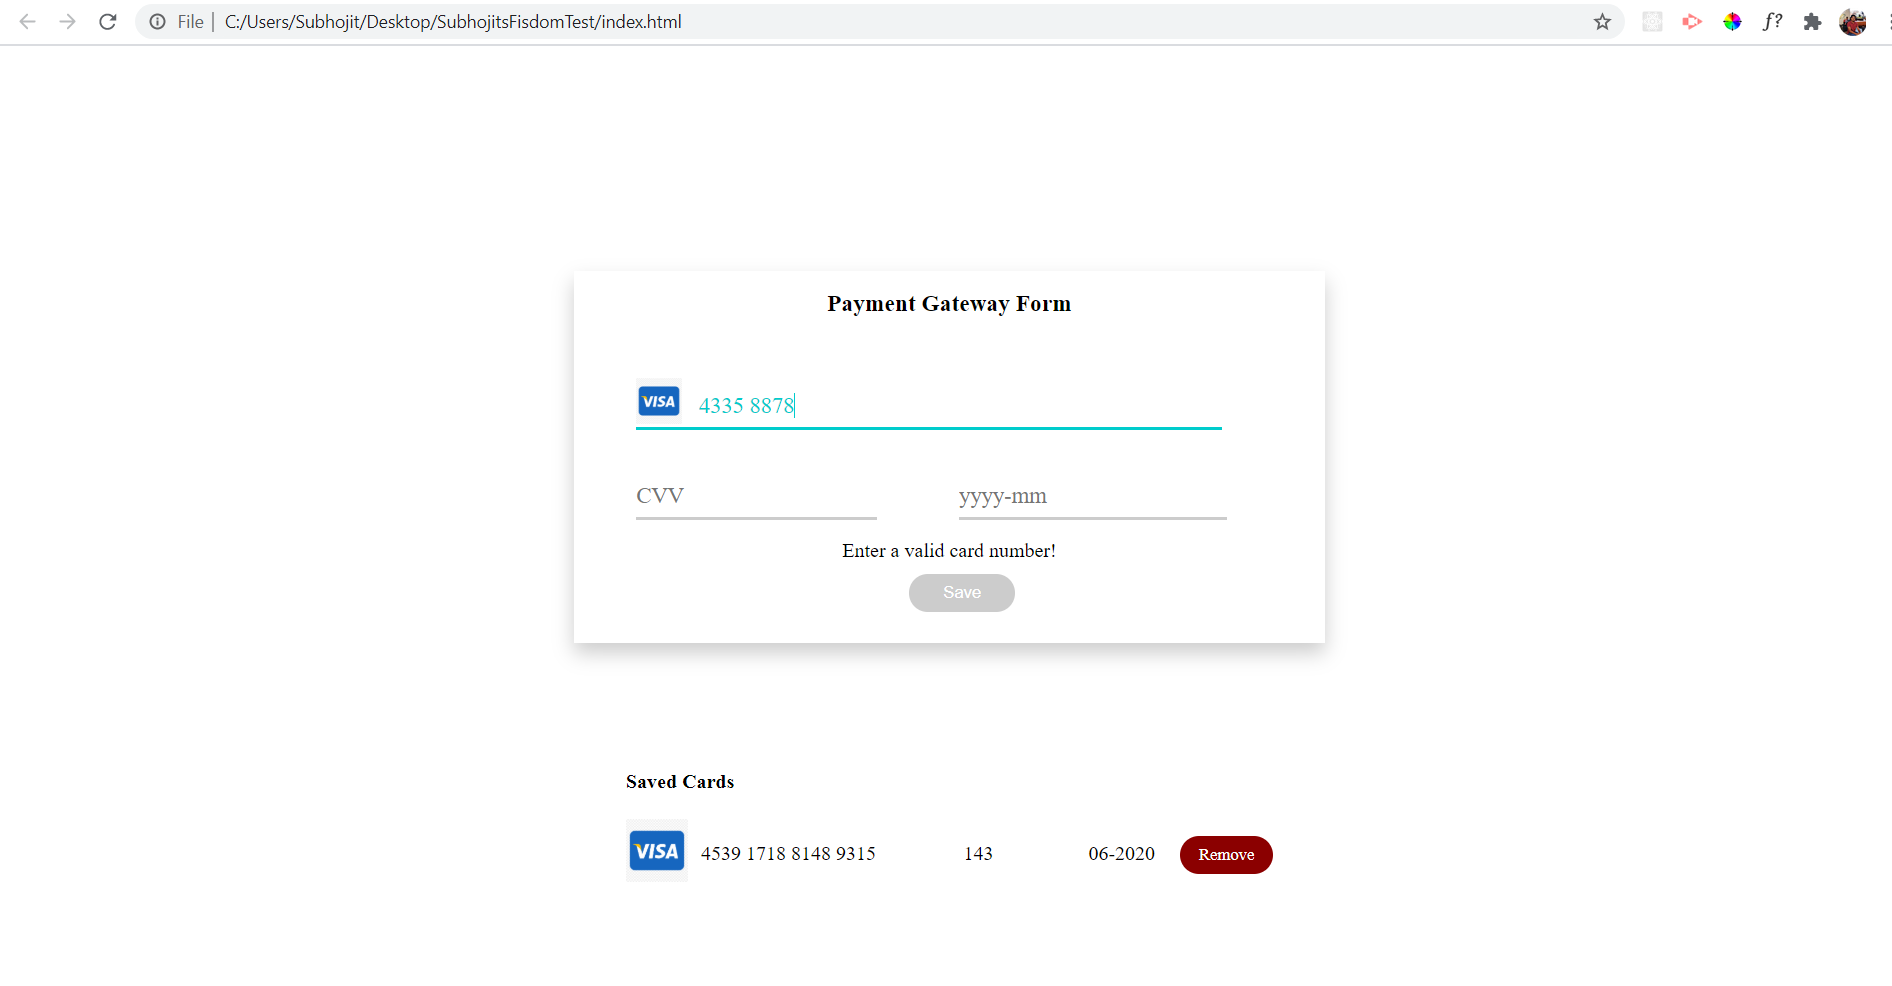 File | C:/Users/Subhojit/Desktop/SubhojitsFisdomTest/index.html
f?
Payment Gateway Form
VISA 4335 8878
CVV yyyy-mm
Enter a valid card number!
Save
Saved Cards
VISA 4539 1718 8148 9315 143 06-2020 Remove